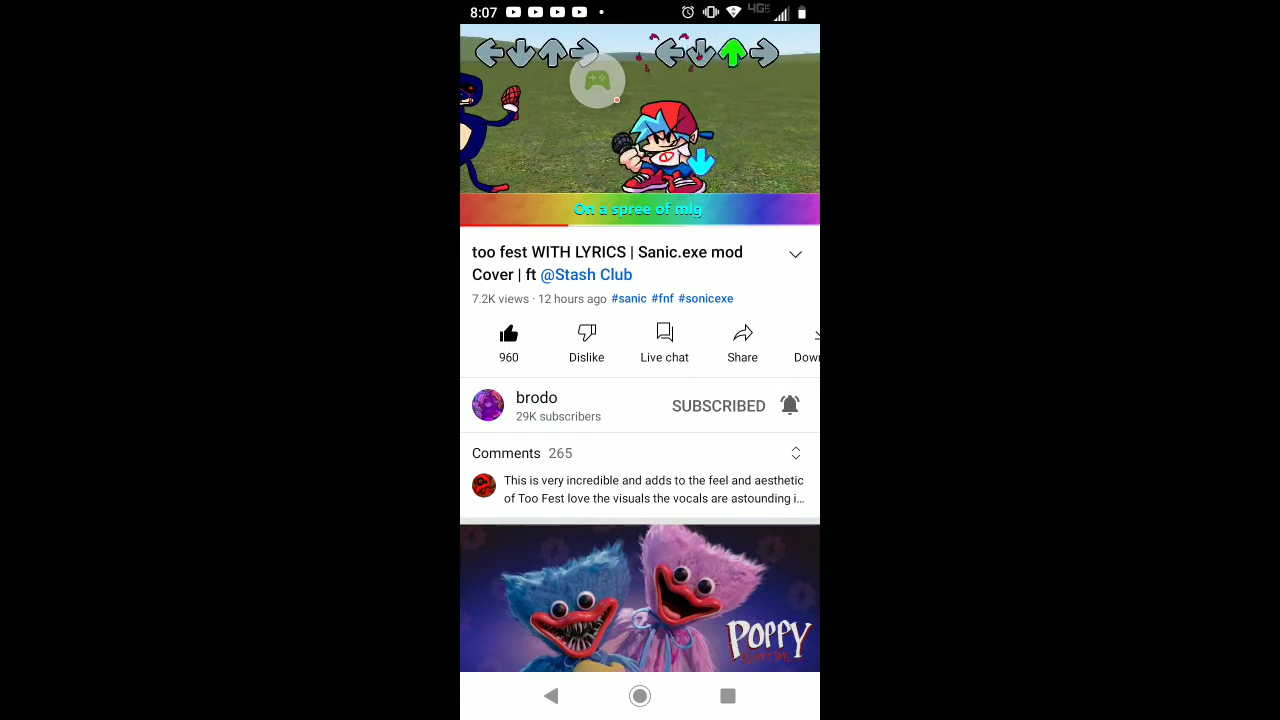 8:07
4G
On a spree of mlg
too fest WITH LYRICS | Sanic.exe mod
Cover | ft @Stash Club
7.2K views · 12 hours ago #sanic #fnf #sonicexe
960
Dislike
Live chat
Share
Dow
brodo
29K subscribers
SUBSCRIBED
Comments 265
This is very incredible and adds to the feel and aesthetic
of Too Fest love the visuals the vocals are astounding i...
POPPY
PLAYTIME